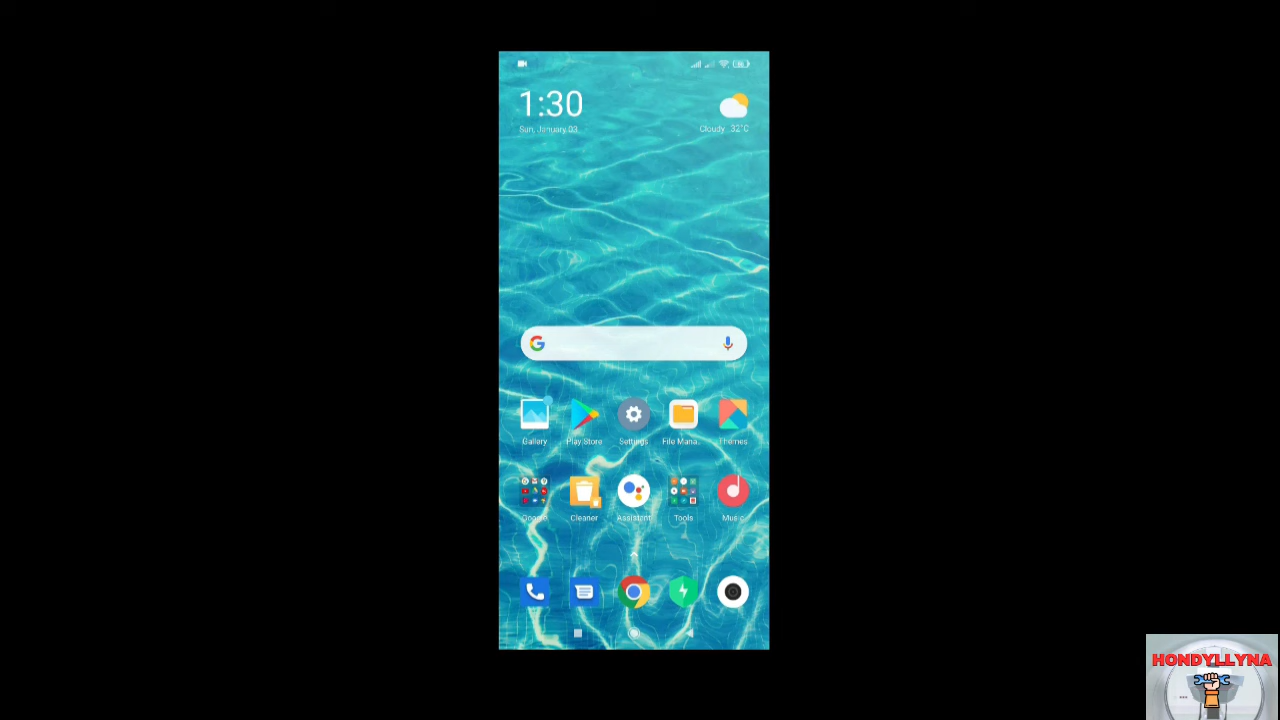 1:30
Sun, January 03
Cloudy 32°C
Gallery
Play Store
Settings
File Mana..
Themes
Google
Cleaner
Assistant
Tools
Music
HONDYLLYNA